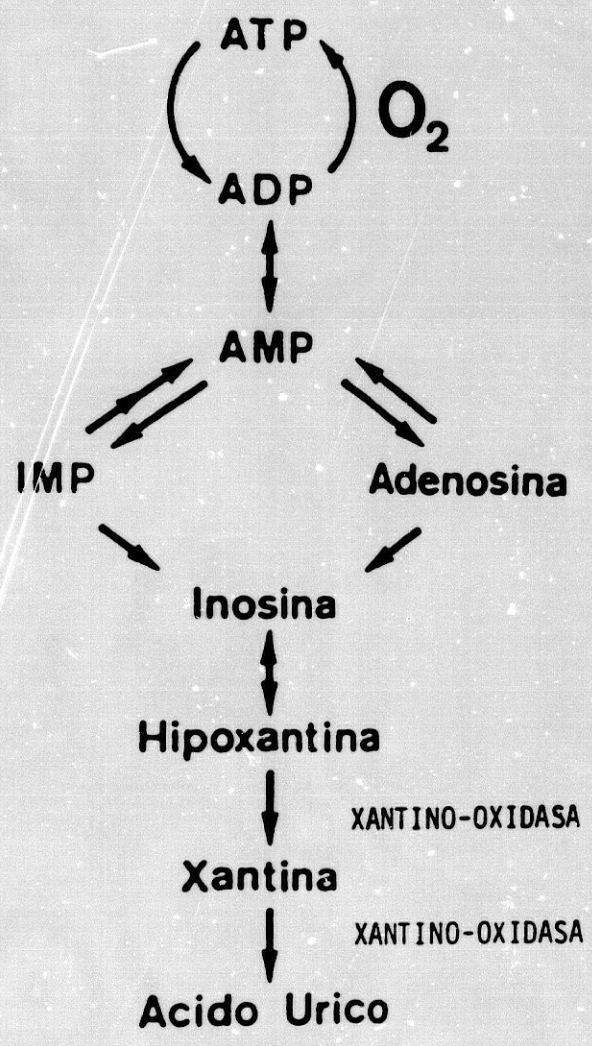 ATP
O2
ADP
AMP
IMP
Adenosina
Inosina
Hipoxantina
XANTINO-OXIDASA
Xantina
XANTINO-OXIDASA
Acido Urico